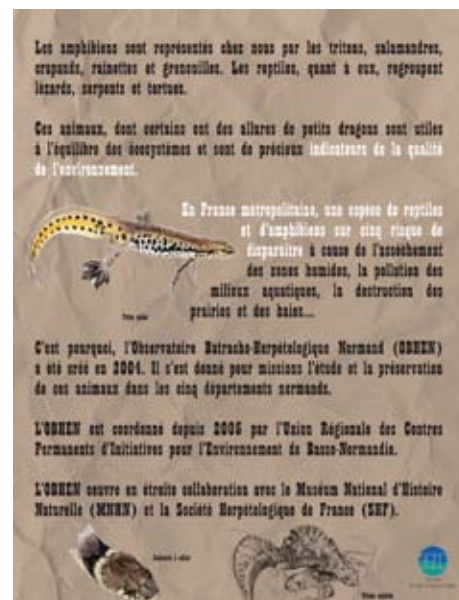 Les amphibiens sont représentés chez nous par les tritons, salamandres,
crapauds, rainettes et grenouilles. Les reptiles, quant à eux, regroupent
lézards, serpents et tortues.
Ces animaux, dont certains ont des allures de petits dragons sont utiles
à l'équilibre des écosystèmes et sont de précieux indicateurs de la qualité
de l'environnement.
En France métropolitaine, une espèce de reptiles
et d'amphibiens sur cinq risque de
disparaître à cause de l'assèchement
des zones humides, la pollution des
milieux aquatiques, la destruction des
prairies et des haies...
C'est pourquoi, l'Observatoire Batracho-Herpétologique Normand (OBHEN)
a été créé en 2004. Il s'est donné pour missions l'étude et la préservation
de ces animaux dans les cinq départements normands.
L'OBHEN est coordonné depuis 2005 par l'Union Régionale des Centres
Permanents d'Initiatives pour l'Environnement de Basse-Normandie.
L'OBHEN oeuvre en étroite collaboration avec le Muséum National d'Histoire
Naturelle (MNHN) et la Société Herpétologique de France (SHF).